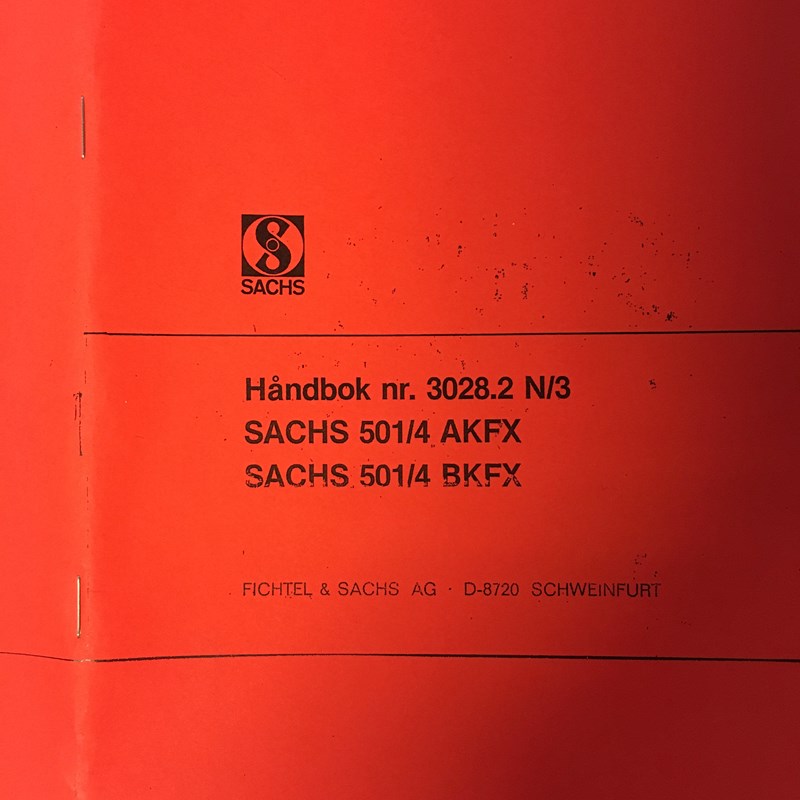 SACHS
Håndbok nr. 3028.2 N/3
SACHS 501/4 AKFX
SACHS 501/4 BKFX
FICHTEL & SACHS AG · D-8720 SCHWEINFURT